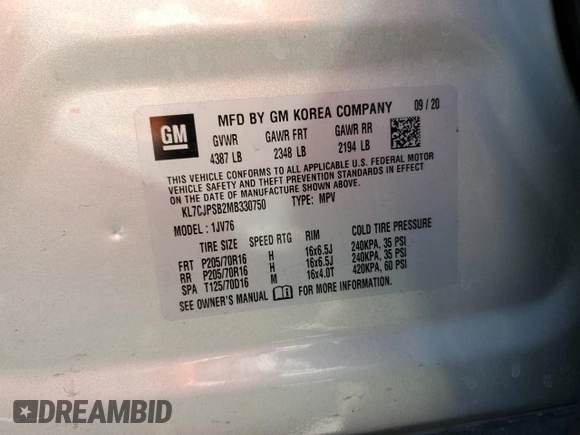 MFD BY GM KOREA COMPANY 09 / 20
GM
GVWR GAWR FRT GAWR RR
4387 LB 2348 LB 2194 LB
THIS VEHICLE CONFORMS TO ALL APPLICABLE U.S. FEDERAL MOTOR
VEHICLE SAFETY AND THEFT PREVENTION STANDARDS IN EFFECT
ON THE DATE OF MANUFACTURE SHOWN ABOVE.
KL7CJPSB2MB330750 TYPE: MPV
MODEL: 1JV76
TIRE SIZE SPEED RTG RIM COLD TIRE PRESSURE
FRT P205/70R16 H 16x6.5J 240KPA, 35 PSI
RR P205/70R16 H 16x6.5J 240KPA, 35 PSI
SPA T125/70D16 M 16x4.0T 420KPA, 60 PSI
SEE OWNER'S MANUAL FOR MORE INFORMATION
DREAMBID